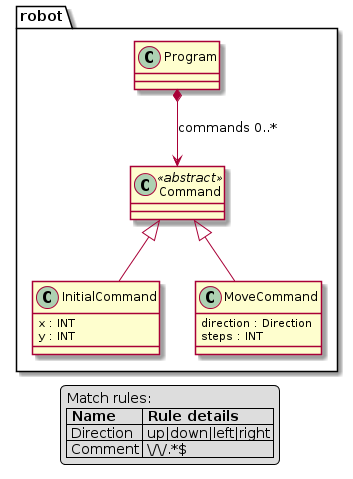 robot
C Program
commands 0..*
«abstract»
C Command
C InitialCommand
x : INT
y : INT
C MoveCommand
direction : Direction
steps : INT
Match rules:
Name Rule details
Direction up|down|left|right
Comment \/\/.*$